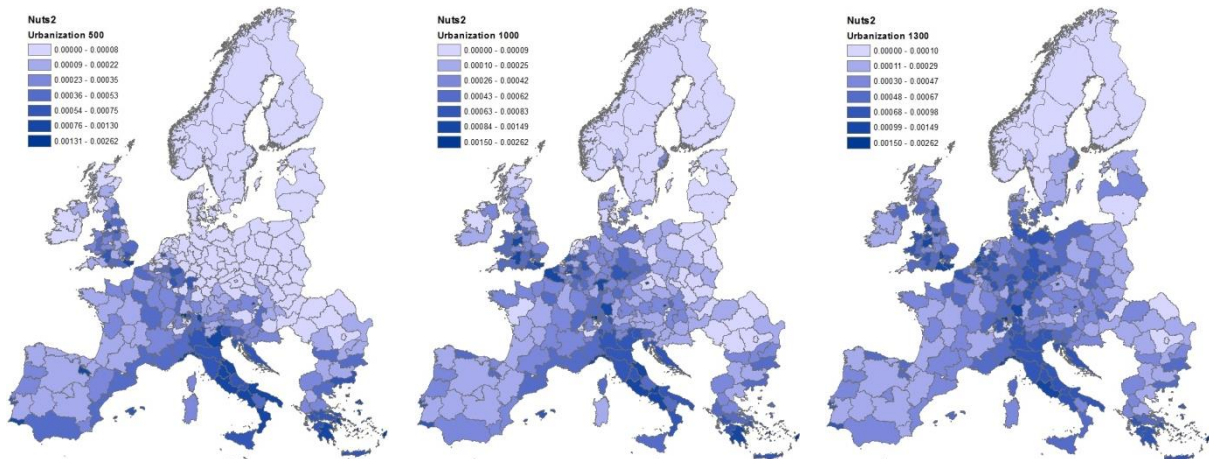 Nuts2
Urbanization 500
0.00000 - 0.00008
0.00009 - 0.00022
0.00023 - 0.00035
0.00036 - 0.00053
0.00054 - 0.00075
0.00076 - 0.00130
0.00131 - 0.00262
Nuts2
Urbanization 1000
0.00000 - 0.00009
0.00010 - 0.00025
0.00026 - 0.00042
0.00043 - 0.00062
0.00063 - 0.00083
0.00084 - 0.00149
0.00150 - 0.00262
Nuts2
Urbanization 1300
0.00000 - 0.00010
0.00011 - 0.00029
0.00030 - 0.00047
0.00048 - 0.00067
0.00068 - 0.00098
0.00099 - 0.00149
0.00150 - 0.00262